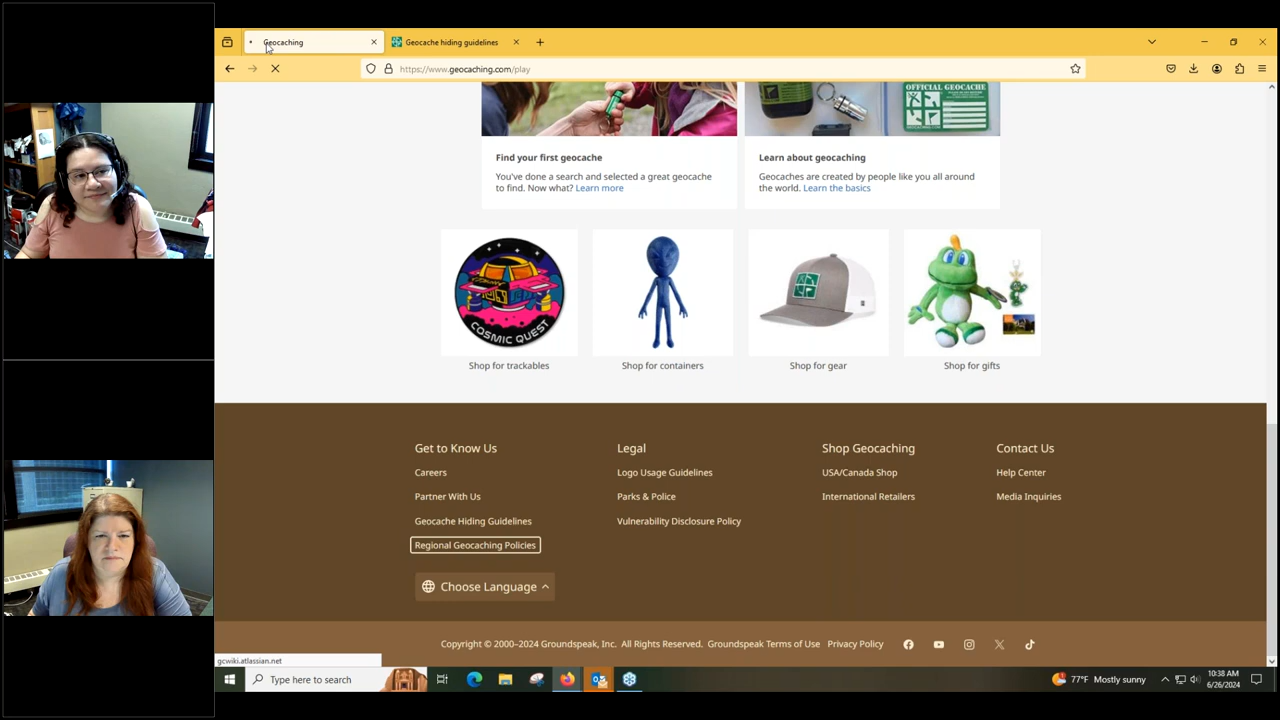 Geocaching
Geocache hiding guidelines
https://www.geocaching.com/play
OFFICIAL GEOCACHE
Find your first geocache
You've done a search and selected a great geocache
to find. Now what? Learn more
Learn about geocaching
Geocaches are created by people like you all around
the world. Learn the basics
COSMIC QUEST
Shop for trackables
Shop for containers
Shop for gear
Shop for gifts
Get to Know Us
Careers
Partner With Us
Geocache Hiding Guidelines
Regional Geocaching Policies
Choose Language
Legal
Logo Usage Guidelines
Parks & Police
Vulnerability Disclosure Policy
Shop Geocaching
USA/Canada Shop
International Retailers
Contact Us
Help Center
Media Inquiries
Copyright © 2000–2024 Groundspeak, Inc. All Rights Reserved. Groundspeak Terms of Use Privacy Policy
gcwiki.atlassian.net
Type here to search
77°F Mostly sunny
10:38 AM
6/26/2024